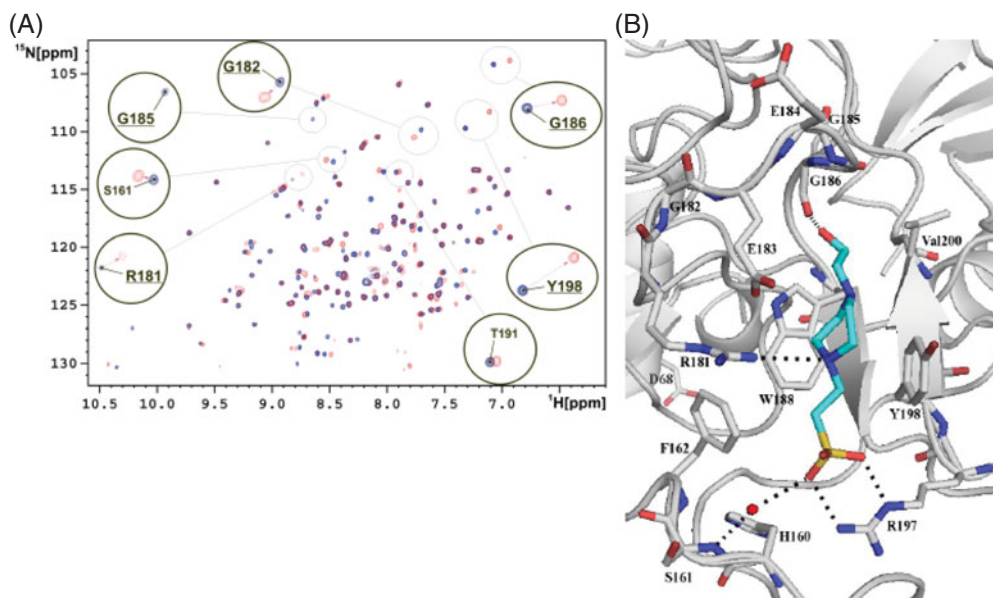 (A)
(B)
¹⁵N[ppm]
105
110
115
120
125
130
10.5 10.0 9.5 9.0 8.5 8.0 7.5 7.0 ¹H[ppm]
G182
G185
G186
S161
R181
Y198
T191
E184
G185
G186
G182
E183
Val200
R181
D68
W188
Y198
F162
H160
R197
S161